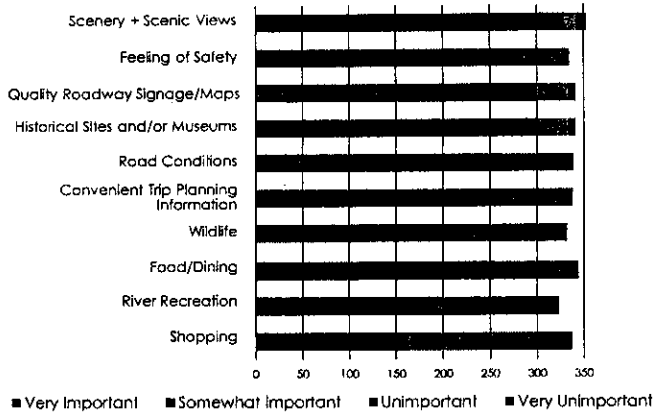 Scenery + Scenic Views
Feeling of Safety
Quality Roadway Signage/Maps
Historical Sites and/or Museums
Road Conditions
Convenient Trip Planning
Information
Wildlife
Food/Dining
River Recreation
Shopping
0 50 100 150 200 250 300 350
Very Important Somewhat Important Unimportant Very Unimportant